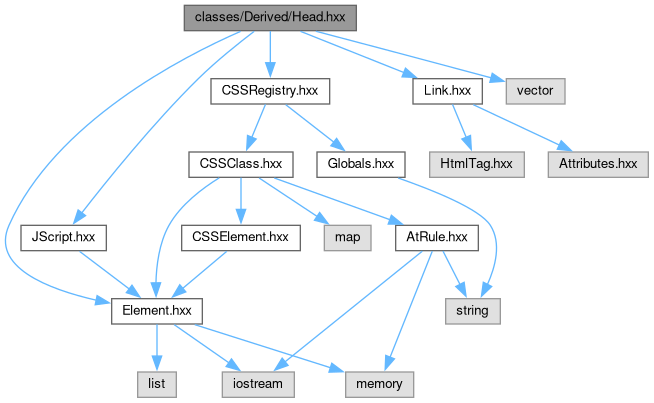 classes/Derived/Head.hxx
CSSRegistry.hxx
Link.hxx
vector
CSSClass.hxx
Globals.hxx
HtmlTag.hxx
Attributes.hxx
JScript.hxx
CSSElement.hxx
map
AtRule.hxx
Element.hxx
string
list
iostream
memory